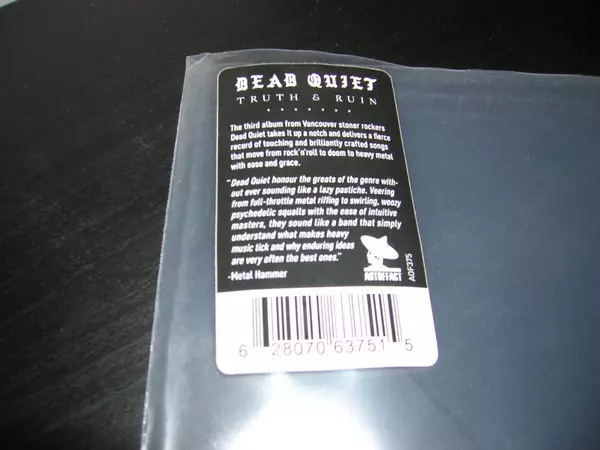 DEAD QUIET
TRUTH & RUIN
The third album from Vancouver stoner rockers
Dead Quiet takes it up a notch and delivers a fierce
record of touching and brilliantly crafted songs
that move from rock'n'roll to doom to heavy metal
with ease and grace.
"Dead Quiet honour the greats of the genre with-
out ever sounding like a lazy pastiche. Veering
from full-throttle metal riffing to swirling, woozy
psychedelic squalls with the ease of intuitive
masters, they sound like a band that simply
understand what makes heavy
music tick and why enduring ideas
are very often the best ones."
-Metal Hammer
ARTOFFACT
AOF375
6 28070 63751 5